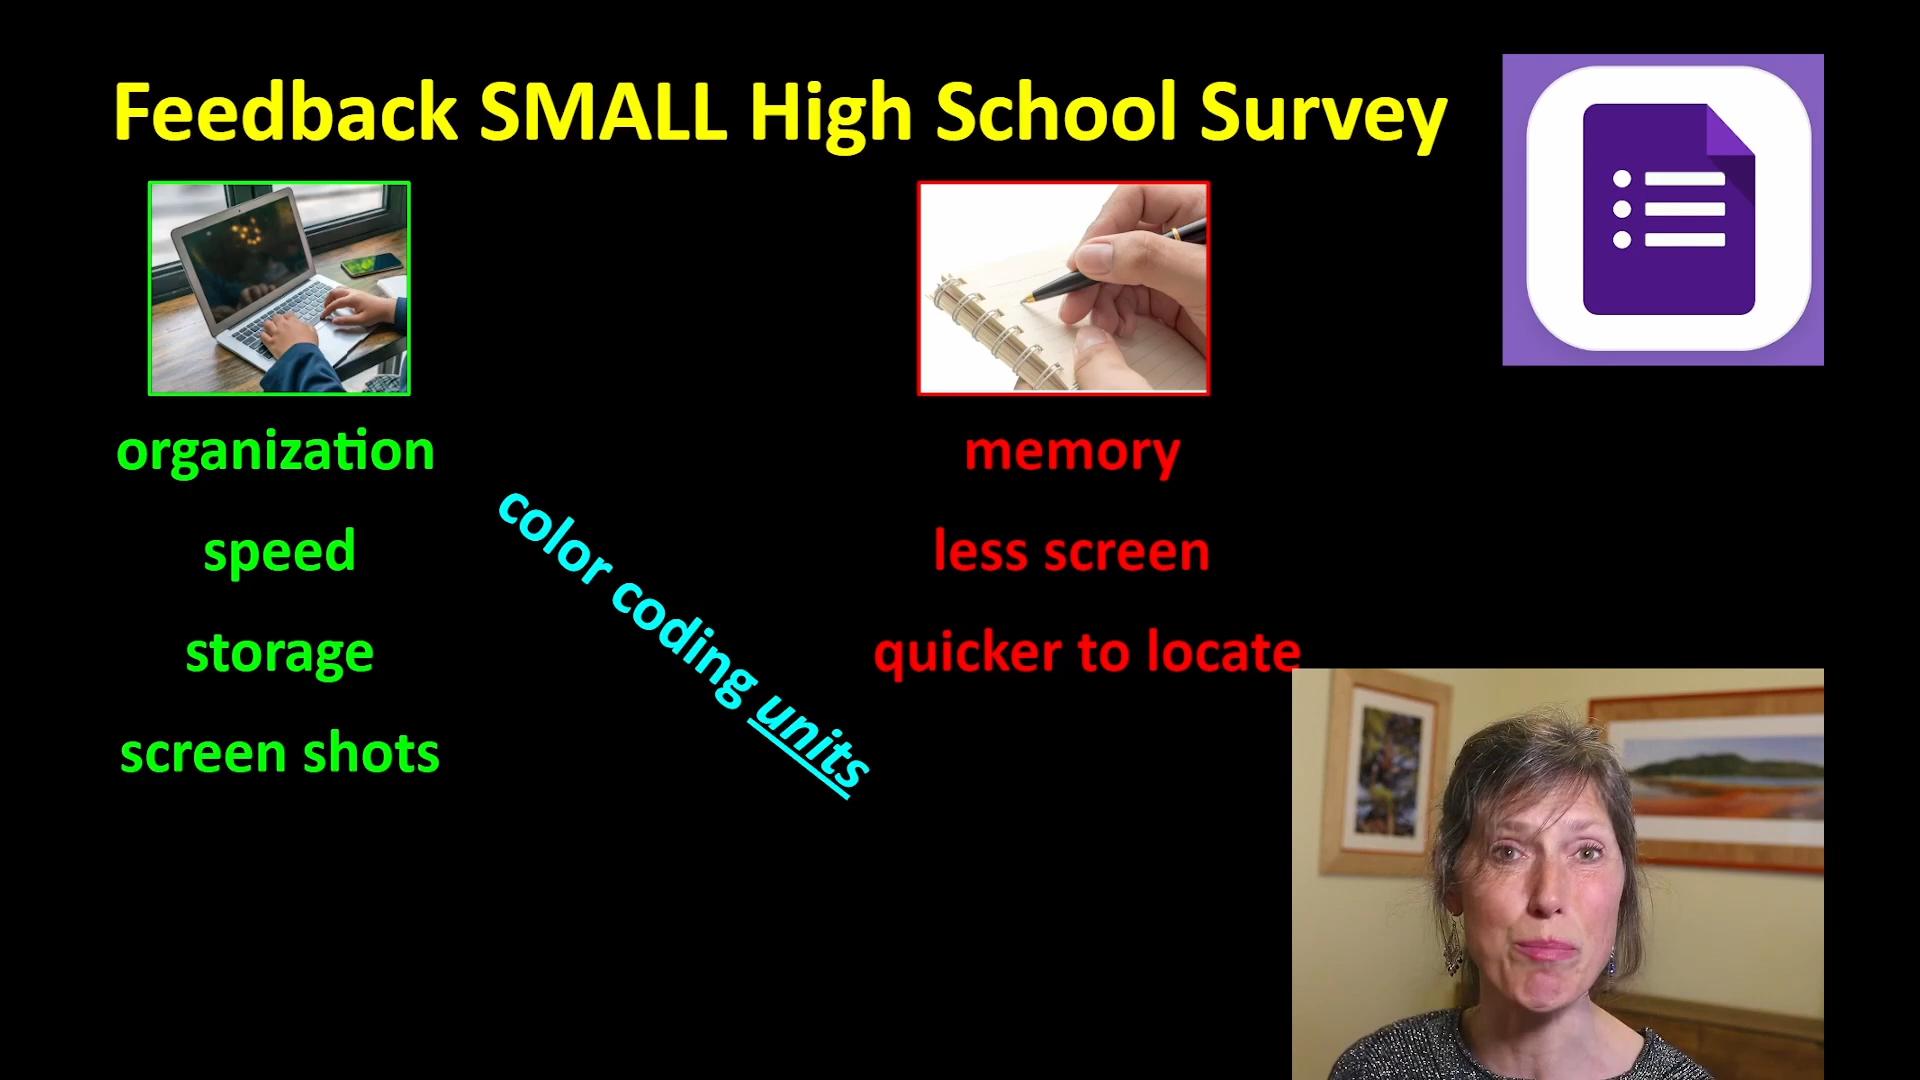 Feedback SMALL High School Survey
organization
speed
storage
screen shots
color coding units
memory
less screen
quicker to locate